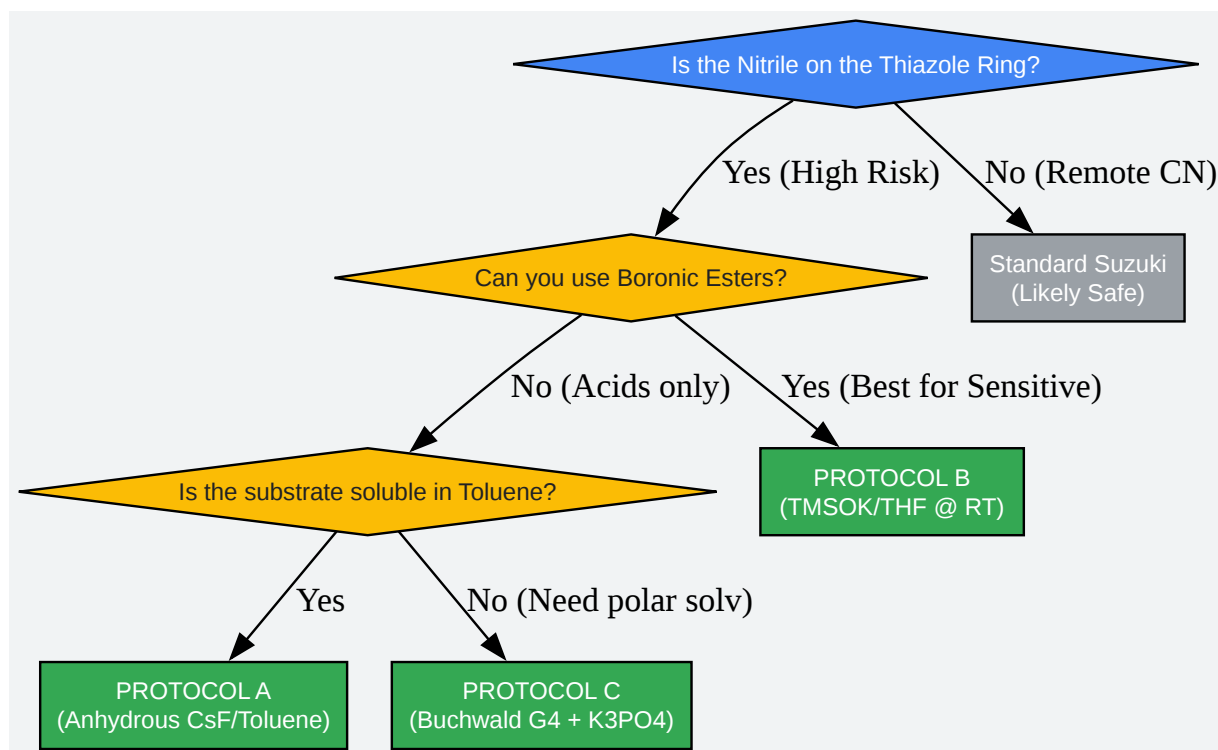 Is the Nitrile on the Thiazole Ring?
Yes (High Risk)
No (Remote CN)
Can you use Boronic Esters?
Standard Suzuki
(Likely Safe)
No (Acids only)
Yes (Best for Sensitive)
Is the substrate soluble in Toluene?
PROTOCOL B
(TMSOK/THF @ RT)
Yes
No (Need polar solv)
PROTOCOL A
(Anhydrous CsF/Toluene)
PROTOCOL C
(Buchwald G4 + K3PO4)